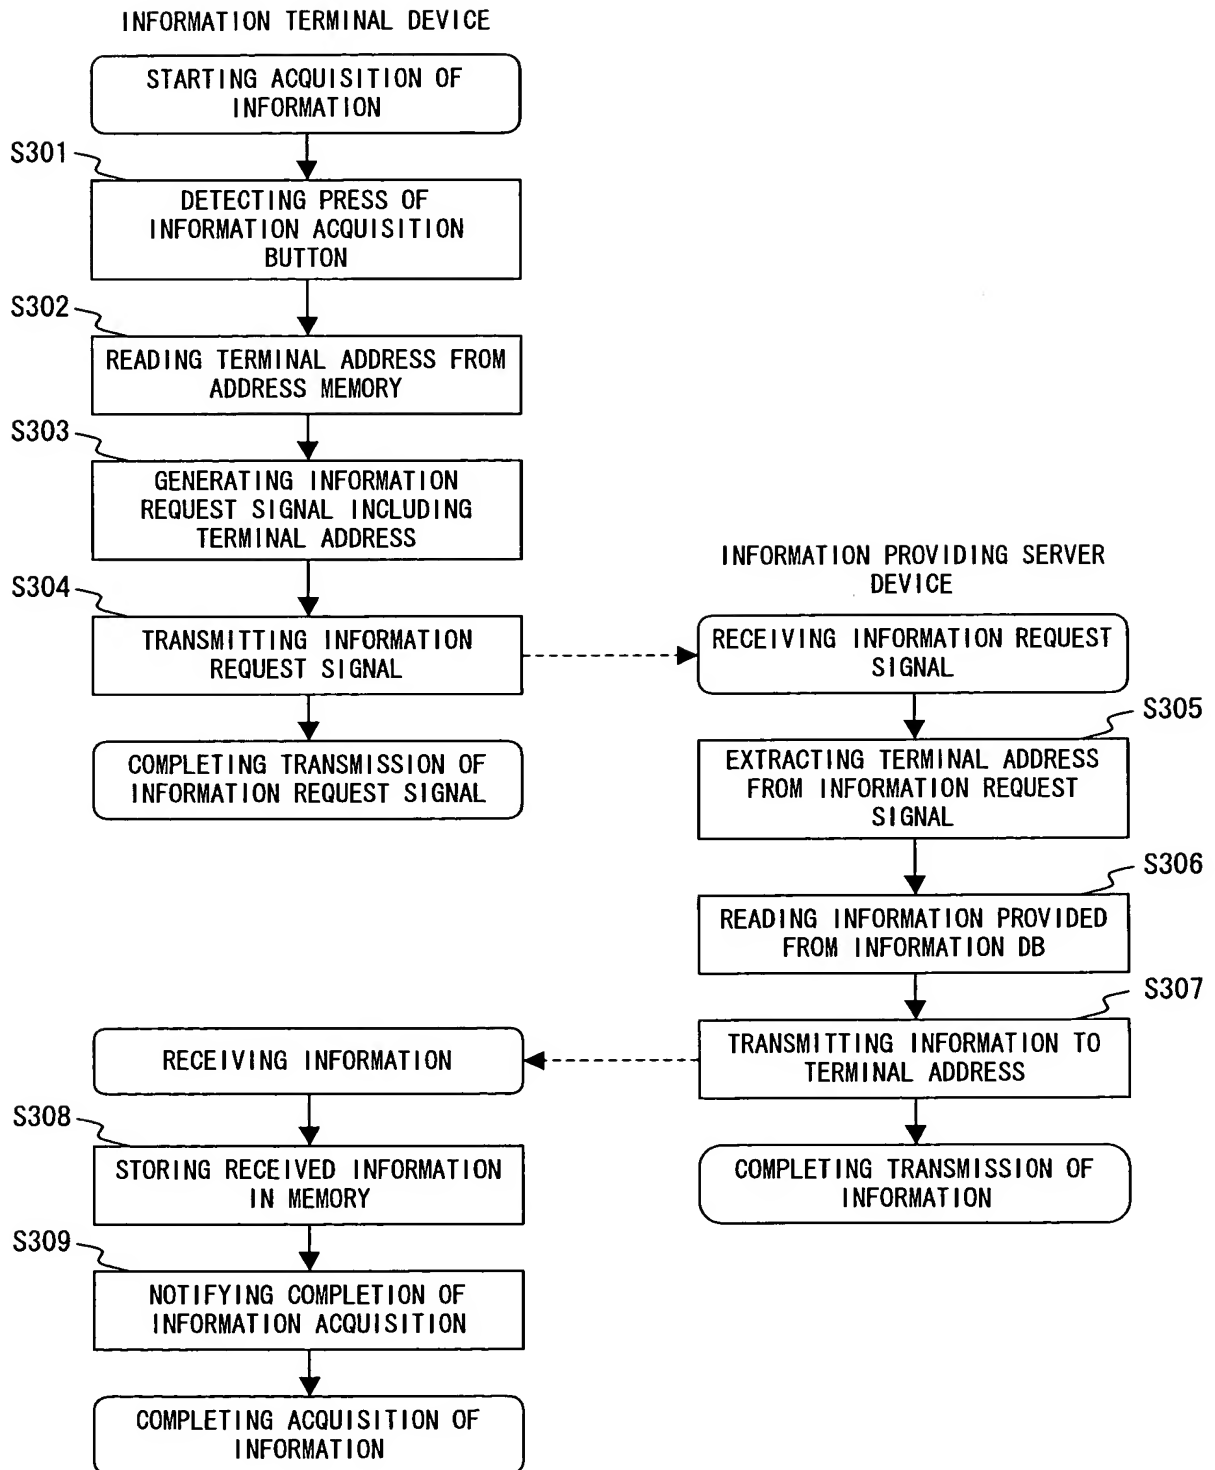 INFORMATION TERMINAL DEVICE
STARTING ACQUISITION OF
INFORMATION
S301
DETECTING PRESS OF
INFORMATION ACQUISITION
BUTTON
S302
READING TERMINAL ADDRESS FROM
ADDRESS MEMORY
S303
GENERATING INFORMATION
REQUEST SIGNAL INCLUDING
TERMINAL ADDRESS
S304
TRANSMITTING INFORMATION
REQUEST SIGNAL
COMPLETING TRANSMISSION OF
INFORMATION REQUEST SIGNAL
INFORMATION PROVIDING SERVER
DEVICE
RECEIVING INFORMATION REQUEST
SIGNAL
S305
EXTRACTING TERMINAL ADDRESS
FROM INFORMATION REQUEST
SIGNAL
S306
READING INFORMATION PROVIDED
FROM INFORMATION DB
S307
TRANSMITTING INFORMATION TO
TERMINAL ADDRESS
COMPLETING TRANSMISSION OF
INFORMATION
RECEIVING INFORMATION
S308
STORING RECEIVED INFORMATION
IN MEMORY
S309
NOTIFYING COMPLETION OF
INFORMATION ACQUISITION
COMPLETING ACQUISITION OF
INFORMATION